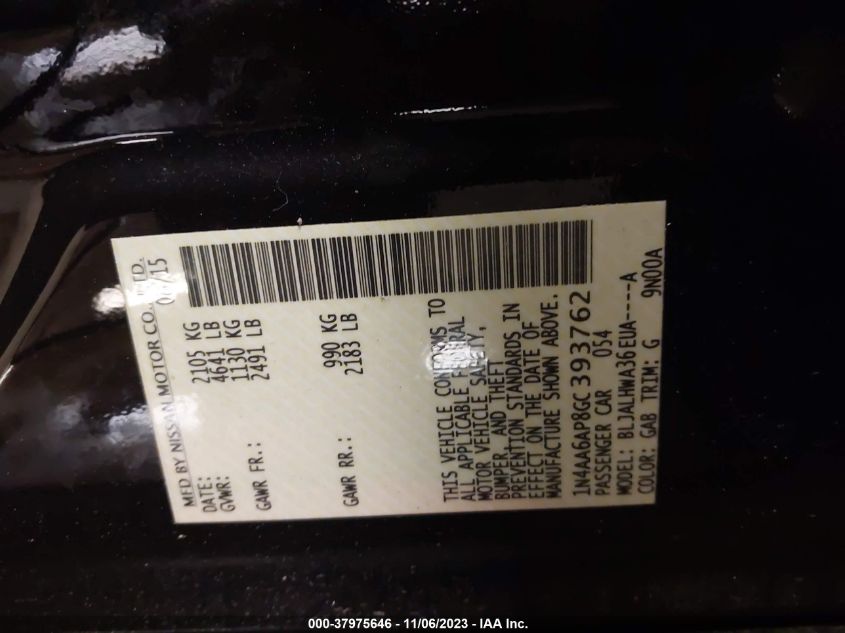 MFD BY NISSAN MOTOR CO., LTD.
DATE: /15
GVWR: 2105 KG
4641 LB
GAWR FR.: 1130 KG
2491 LB
GAWR RR.: 990 KG
2183 LB
THIS VEHICLE CONFORMS TO
ALL APPLICABLE FEDERAL
MOTOR VEHICLE SAFETY,
BUMPER, AND THEFT
PREVENTION STANDARDS IN
EFFECT ON THE DATE OF
MANUFACTURE SHOWN ABOVE.
1N4AA6AP8GC393762
PASSENGER CAR 054
MODEL: BLJALHWA36EUA----A
COLOR: GAB TRIM: G 9N00A
000-37975646 - 11/06/2023 - IAA Inc.